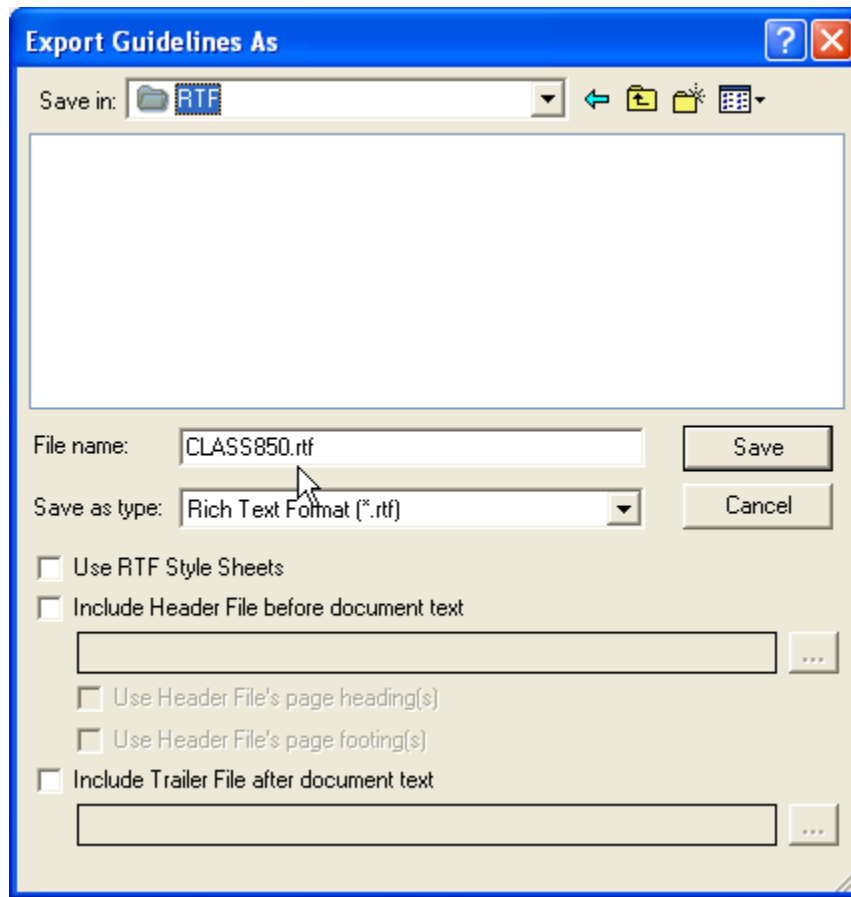 Export Guidelines As
Save in: RTF
File name: CLASS850.rtf Save
Save as type: Rich Text Format (*.rtf) Cancel
Use RTF Style Sheets
Include Header File before document text
...
Use Header File's page heading(s)
Use Header File's page footing(s)
Include Trailer File after document text
...